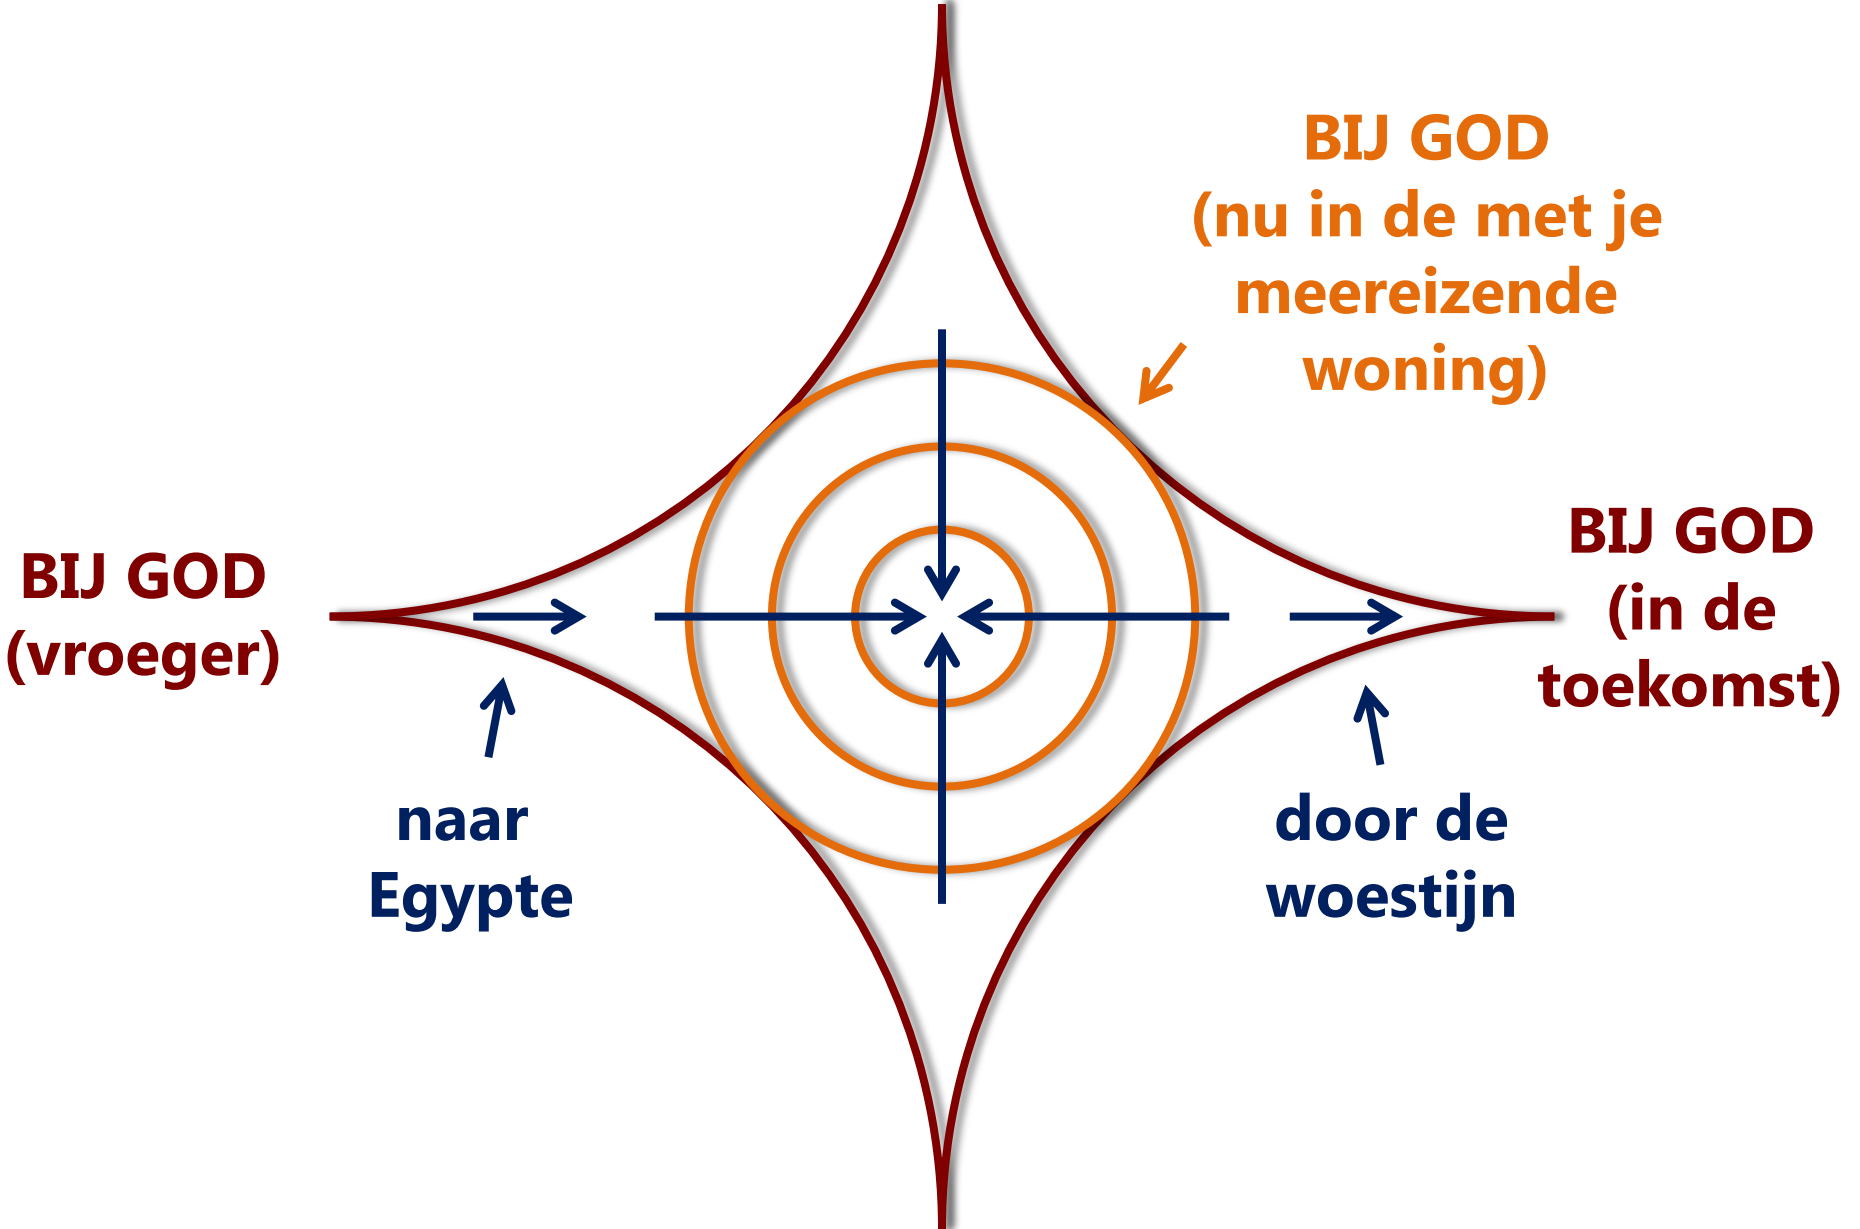 BIJ GOD
(nu in de met je
meereizende
woning)
BIJ GOD
(vroeger)
BIJ GOD
(in de
toekomst)
naar
Egypte
door de
woestijn